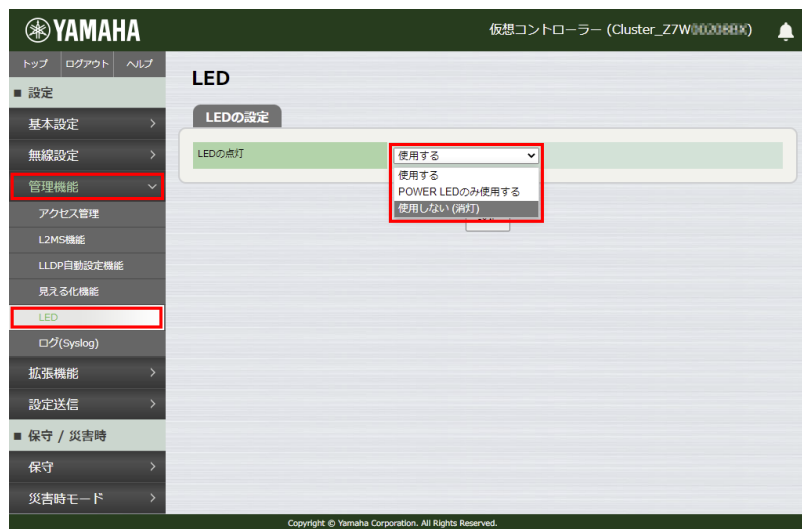 YAMAHA
仮想コントローラー (Cluster_Z7W
トップ ログアウト ヘルプ
■ 設定
基本設定
無線設定
管理機能
アクセス管理
L2MS機能
LLDP自動設定機能
見える化機能
LED
ログ(Syslog)
拡張機能
設定送信
■ 保守 / 災害時
保守
災害時モード
LED
LEDの設定
LEDの点灯
使用する
使用する
POWER LEDのみ使用する
使用しない (消灯)
Copyright © Yamaha Corporation. All Rights Reserved.